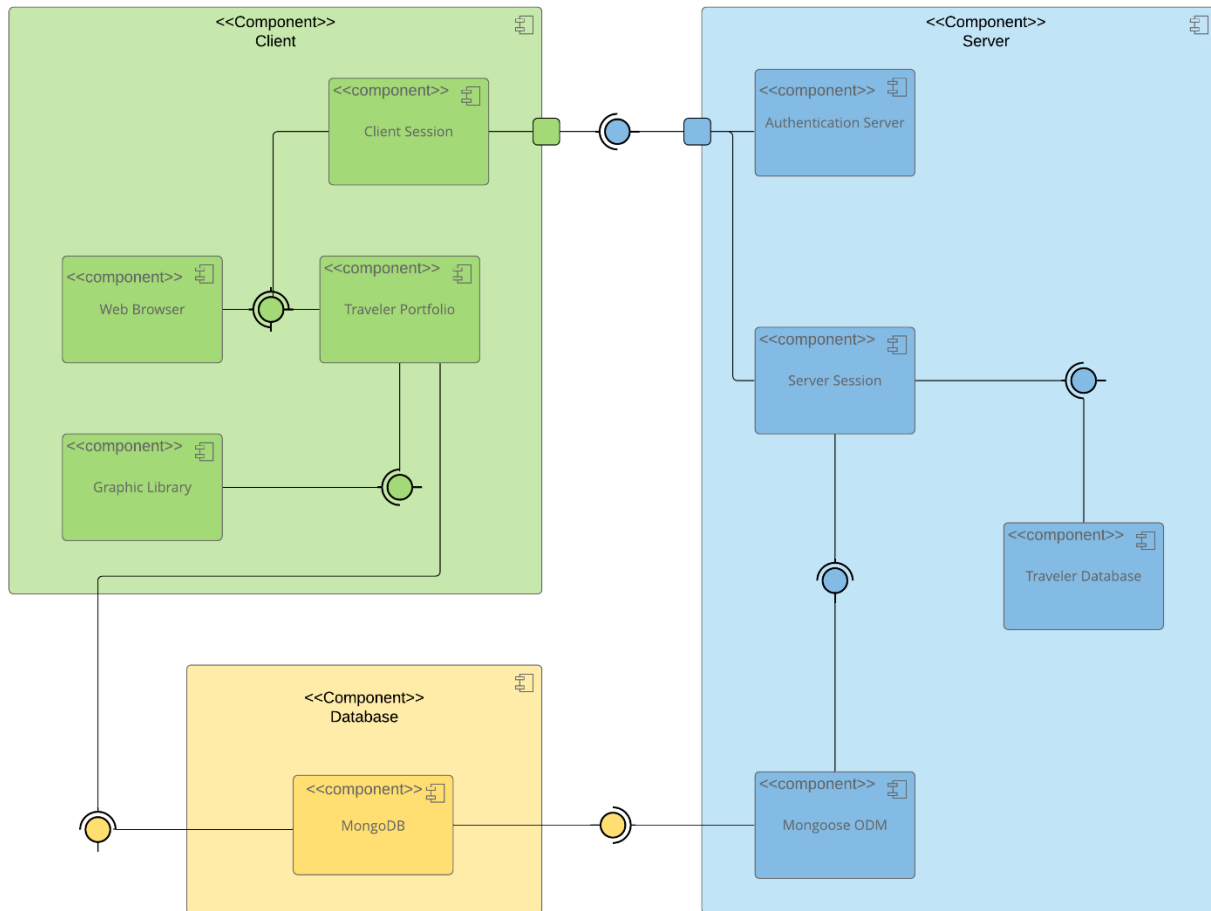 <<Component>>
Client
<<component>>
Client Session
<<component>>
Web Browser
<<component>>
Traveler Portfolio
<<component>>
Graphic Library
<<Component>>
Server
<<component>>
Authentication Server
<<component>>
Server Session
<<component>>
Traveler Database
<<component>>
Mongoose ODM
<<Component>>
Database
<<component>>
MongoDB